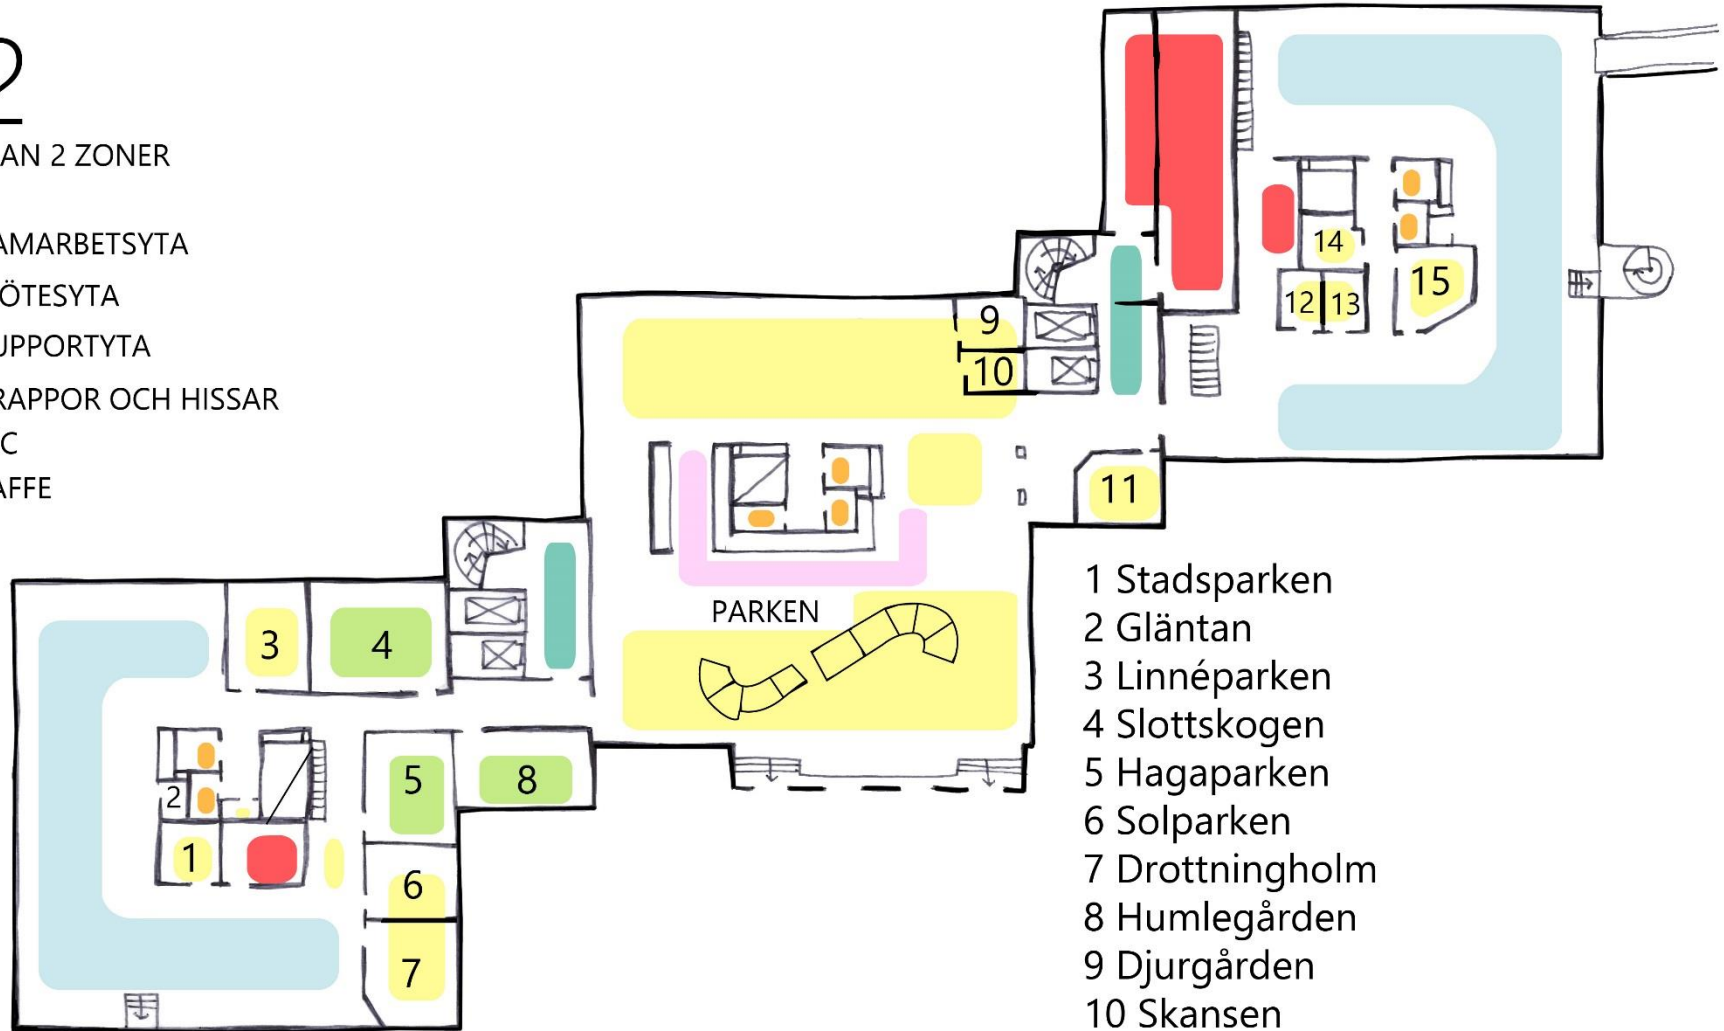 2
AN 2 ZONER
AMARBETSYTA
ÖTESYTA
UPPORTYTA
RAPPOR OCH HISSAR
C
AFFE
14
12 13
15
9
10
11
3
4
PARKEN
2
1
5
8
6
7
1 Stadsparken
2 Gläntan
3 Linnéparken
4 Slottskogen
5 Hagaparken
6 Solparken
7 Drottningholm
8 Humlegården
9 Djurgården
10 Skansen